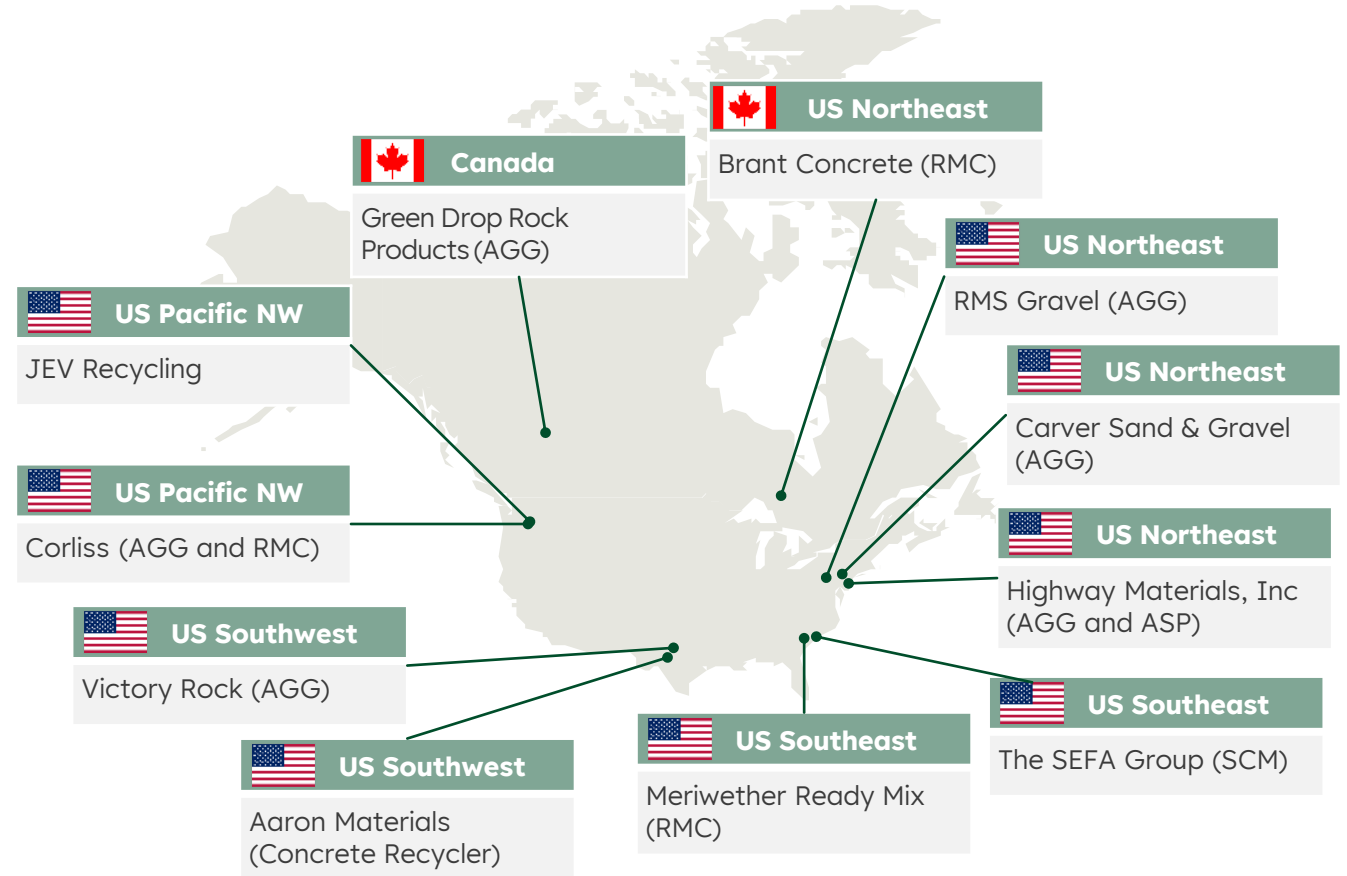 US Northeast
Brant Concrete (RMC)
Canada
Green Drop Rock
Products (AGG)
US Northeast
RMS Gravel (AGG)
US Pacific NW
JEV Recycling
US Northeast
Carver Sand & Gravel
(AGG)
US Pacific NW
Corliss (AGG and RMC)
US Northeast
Highway Materials, Inc
(AGG and ASP)
US Southwest
Victory Rock (AGG)
US Southeast
The SEFA Group (SCM)
US Southeast
Meriwether Ready Mix
(RMC)
US Southwest
Aaron Materials
(Concrete Recycler)